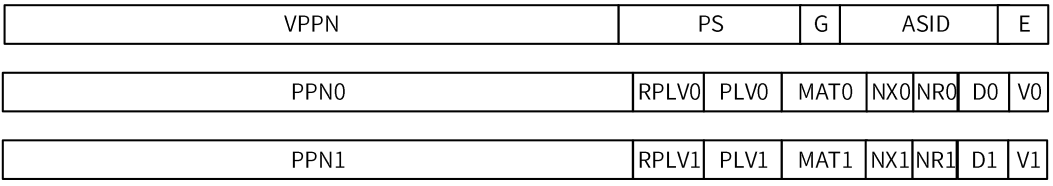 VPPN PS G ASID E
PPN0 RPLV0 PLV0 MAT0 NX0 NR0 D0 V0
PPN1 RPLV1 PLV1 MAT1 NX1 NR1 D1 V1